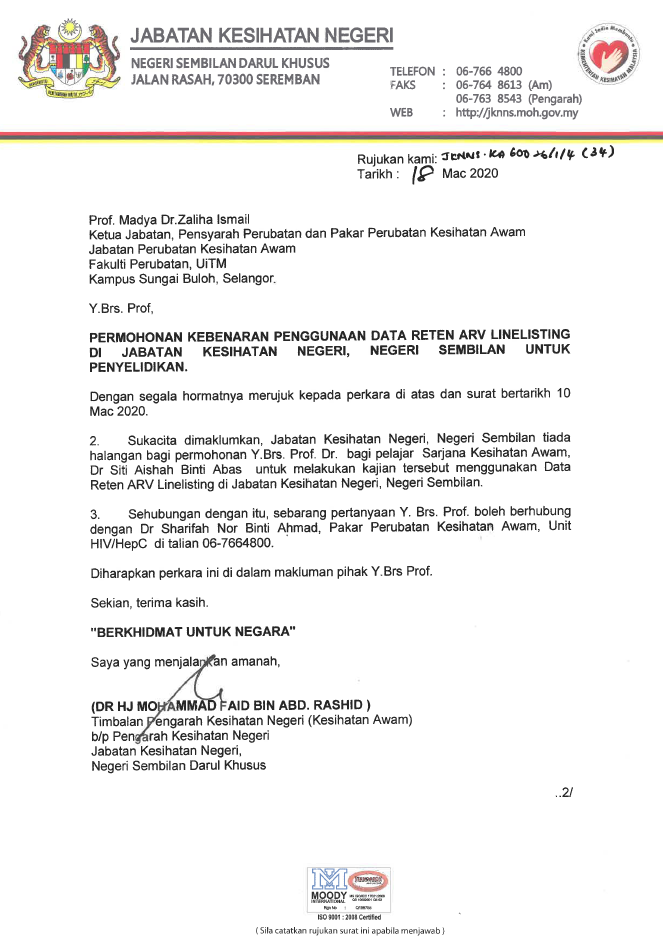 JABATAN KESIHATAN NEGERI
NEGERI SEMBILAN DARUL KHUSUS
JALAN RASAH, 70300 SEREMBAN
TELEFON : 06-766 4800
FAKS : 06-764 8613 (Am)
06-763 8543 (Pengarah)
WEB : http://jknns.moh.gov.my
Rujukan kami: JKNNS.KA 600-26/1/4 (34)
Tarikh : 18 Mac 2020
Prof. Madya Dr.Zaliha Ismail
Ketua Jabatan, Pensyarah Perubatan dan Pakar Perubatan Kesihatan Awam
Jabatan Perubatan Kesihatan Awam
Fakulti Perubatan, UiTM
Kampus Sungai Buloh, Selangor.
Y.Brs. Prof,
PERMOHONAN KEBENARAN PENGGUNAAN DATA RETEN ARV LINELISTING
DI JABATAN KESIHATAN NEGERI, NEGERI SEMBILAN UNTUK
PENYELIDIKAN.
Dengan segala hormatnya merujuk kepada perkara di atas dan surat bertarikh 10
Mac 2020.
2. Sukacita dimaklumkan, Jabatan Kesihatan Negeri, Negeri Sembilan tiada
halangan bagi permohonan Y.Brs. Prof. Dr. bagi pelajar Sarjana Kesihatan Awam,
Dr Siti Aishah Binti Abas untuk melakukan kajian tersebut menggunakan Data
Reten ARV Linelisting di Jabatan Kesihatan Negeri, Negeri Sembilan.
3. Sehubungan dengan itu, sebarang pertanyaan Y. Brs. Prof. boleh berhubung
dengan Dr Sharifah Nor Binti Ahmad, Pakar Perubatan Kesihatan Awam, Unit
HIV/HepC di talian 06-7664800.
Diharapkan perkara ini di dalam makluman pihak Y.Brs Prof.
Sekian, terima kasih.
"BERKHIDMAT UNTUK NEGARA"
Saya yang menjalankan amanah,
(DR HJ MOHAMMAD FAID BIN ABD. RASHID )
Timbalan Pengarah Kesihatan Negeri (Kesihatan Awam)
b/p Pengarah Kesihatan Negeri
Jabatan Kesihatan Negeri,
Negeri Sembilan Darul Khusus
..2/
MOODY
INTERNATIONAL
ISO 9001 : 2008 Certified
( Sila catatkan rujukan surat ini apabila menjawab )